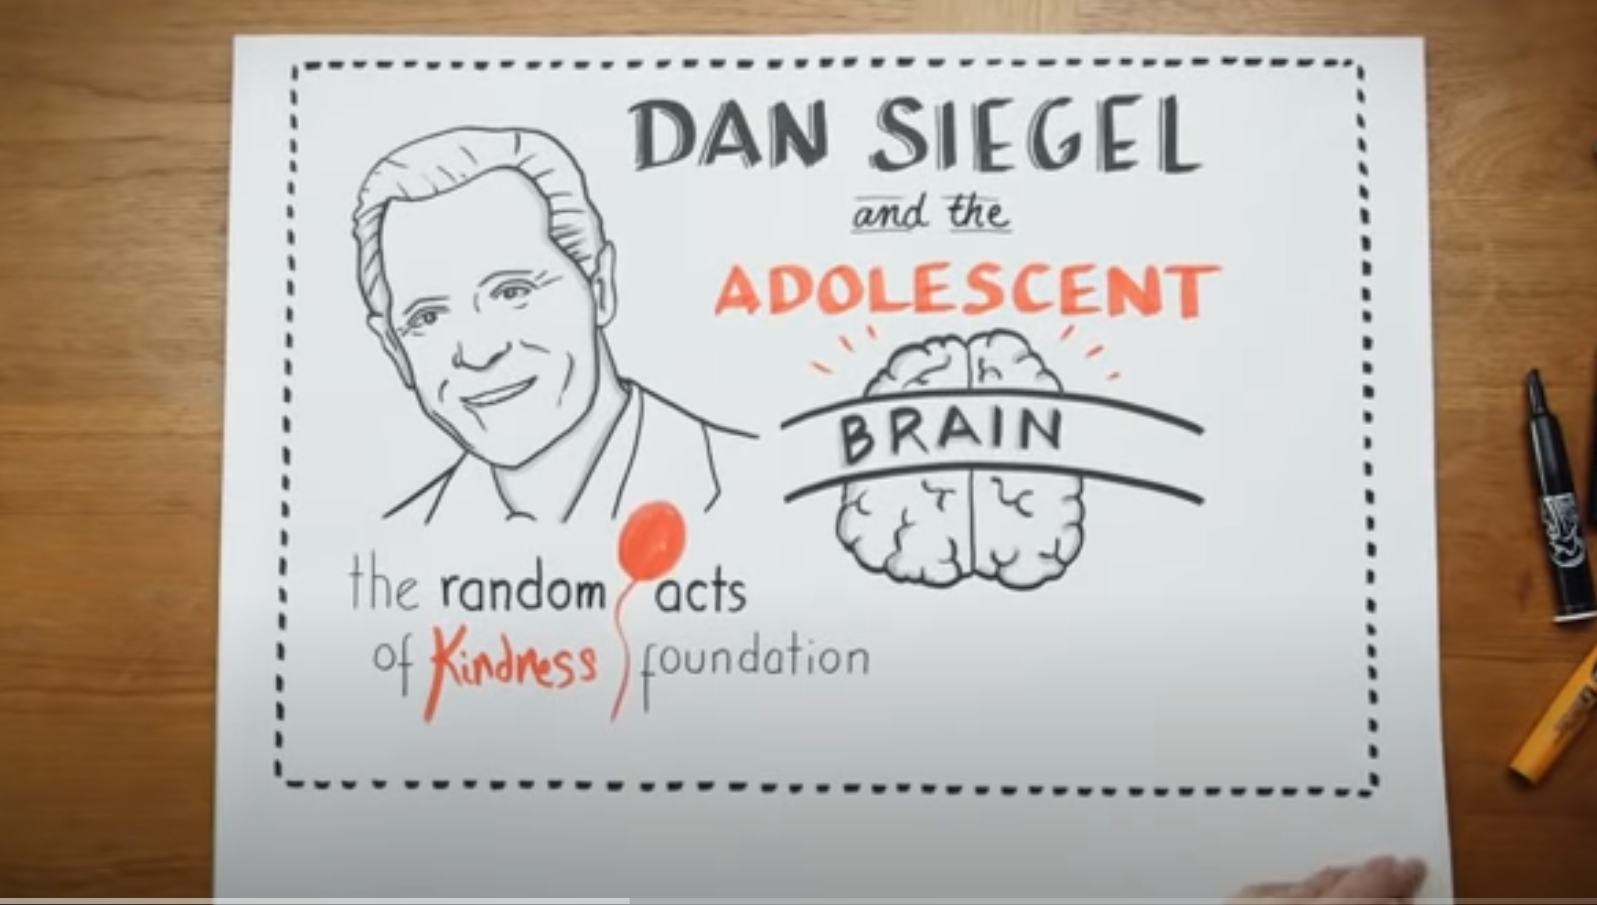 DAN SIEGEL
and the
ADOLESCENT
BRAIN
the random acts
of Kindness foundation